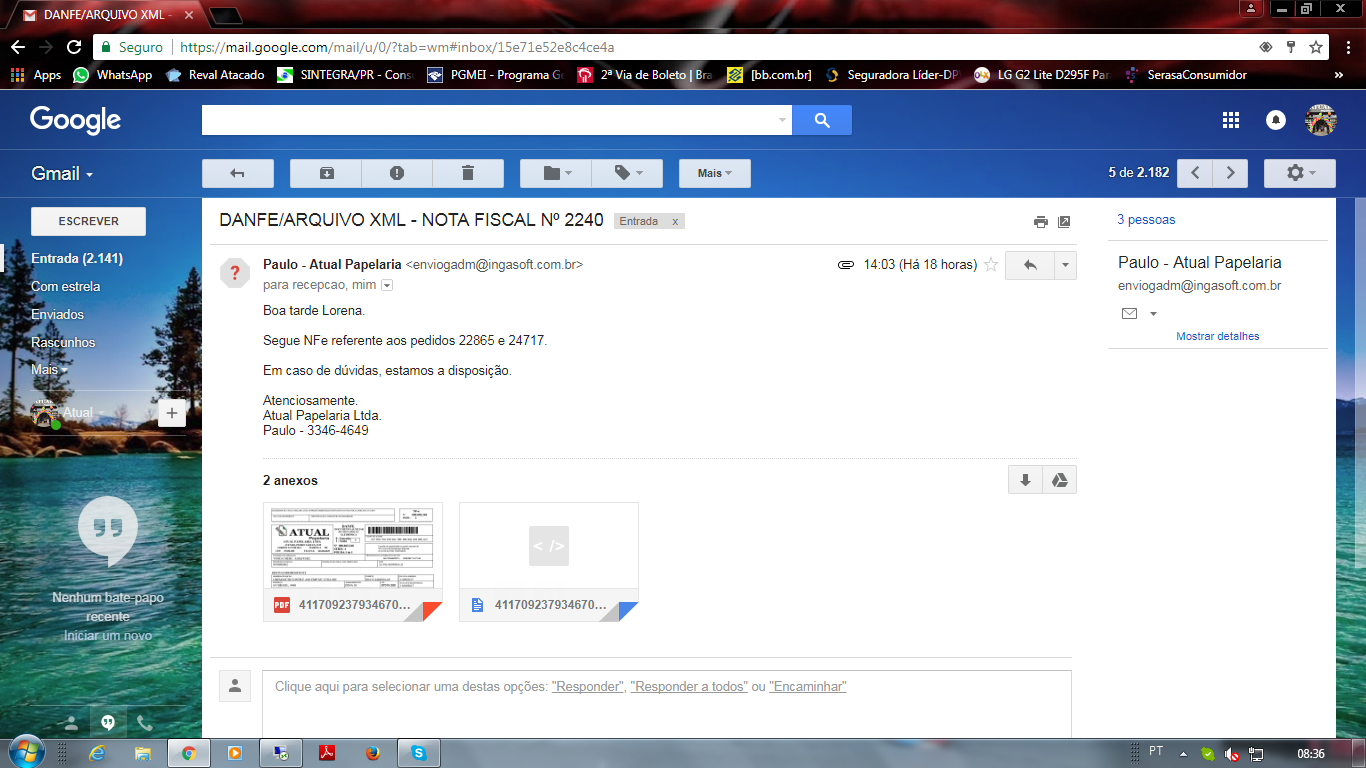 DANFE/ARQUIVO XML -
Seguro https://mail.google.com/mail/u/0/?tab=wm#inbox/15e71e52e8c4ce4a
Apps WhatsApp Reval Atacado SINTEGRA/PR - Cons PGMEI - Programa Ge 2ª Via de Boleto | Bra [bb.com.br] Seguradora Líder-DP LG G2 Lite D295F Par SerasaConsumidor »
Google
Gmail
Mais
5 de 2.182
ESCREVER
Entrada (2.141)
Com estrela
Enviados
Rascunhos
Mais
Atual
Nenhum bate-papo
recente
Iniciar um novo
DANFE/ARQUIVO XML - NOTA FISCAL Nº 2240 Entrada x
Paulo - Atual Papelaria <enviogadm@ingasoft.com.br> 14:03 (Há 18 horas)
para recepcao, mim
Boa tarde Lorena.
Segue NFe referente aos pedidos 22865 e 24717.
Em caso de dúvidas, estamos a disposição.
Atenciosamente.
Atual Papelaria Ltda.
Paulo - 3346-4649
2 anexos
ATUAL
Papelaria
DANFE
</>
PDF 411709237934670...
411709237934670...
Clique aqui para selecionar uma destas opções: "Responder", "Responder a todos" ou "Encaminhar"
3 pessoas
Paulo - Atual Papelaria
enviogadm@ingasoft.com.br
Mostrar detalhes
PT 08:36